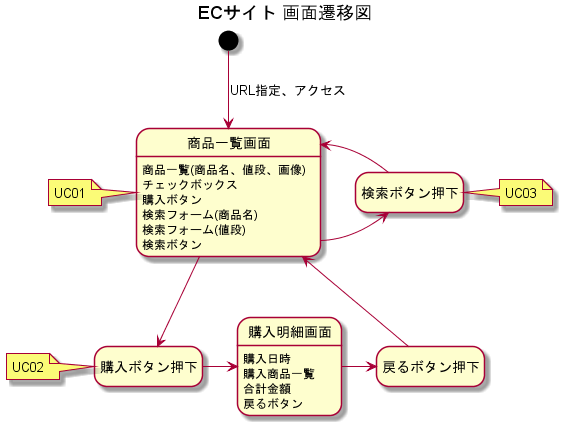 ECサイト 画面遷移図
URL指定、アクセス
商品一覧画面
商品一覧(商品名、値段、画像)
チェックボックス
購入ボタン
検索フォーム(商品名)
検索フォーム(値段)
検索ボタン
UC01
検索ボタン押下
UC03
UC02
購入ボタン押下
購入明細画面
購入日時
購入商品一覧
合計金額
戻るボタン
戻るボタン押下